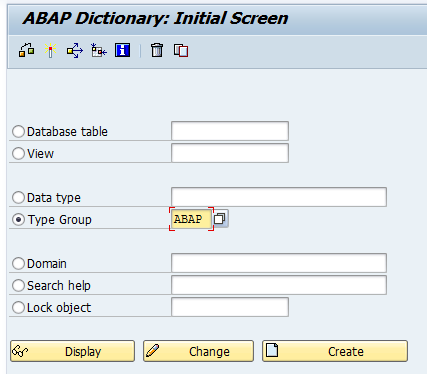 ABAP Dictionary: Initial Screen
Database table
View
Data type
Type Group ABAP
Domain
Search help
Lock object
Display Change Create